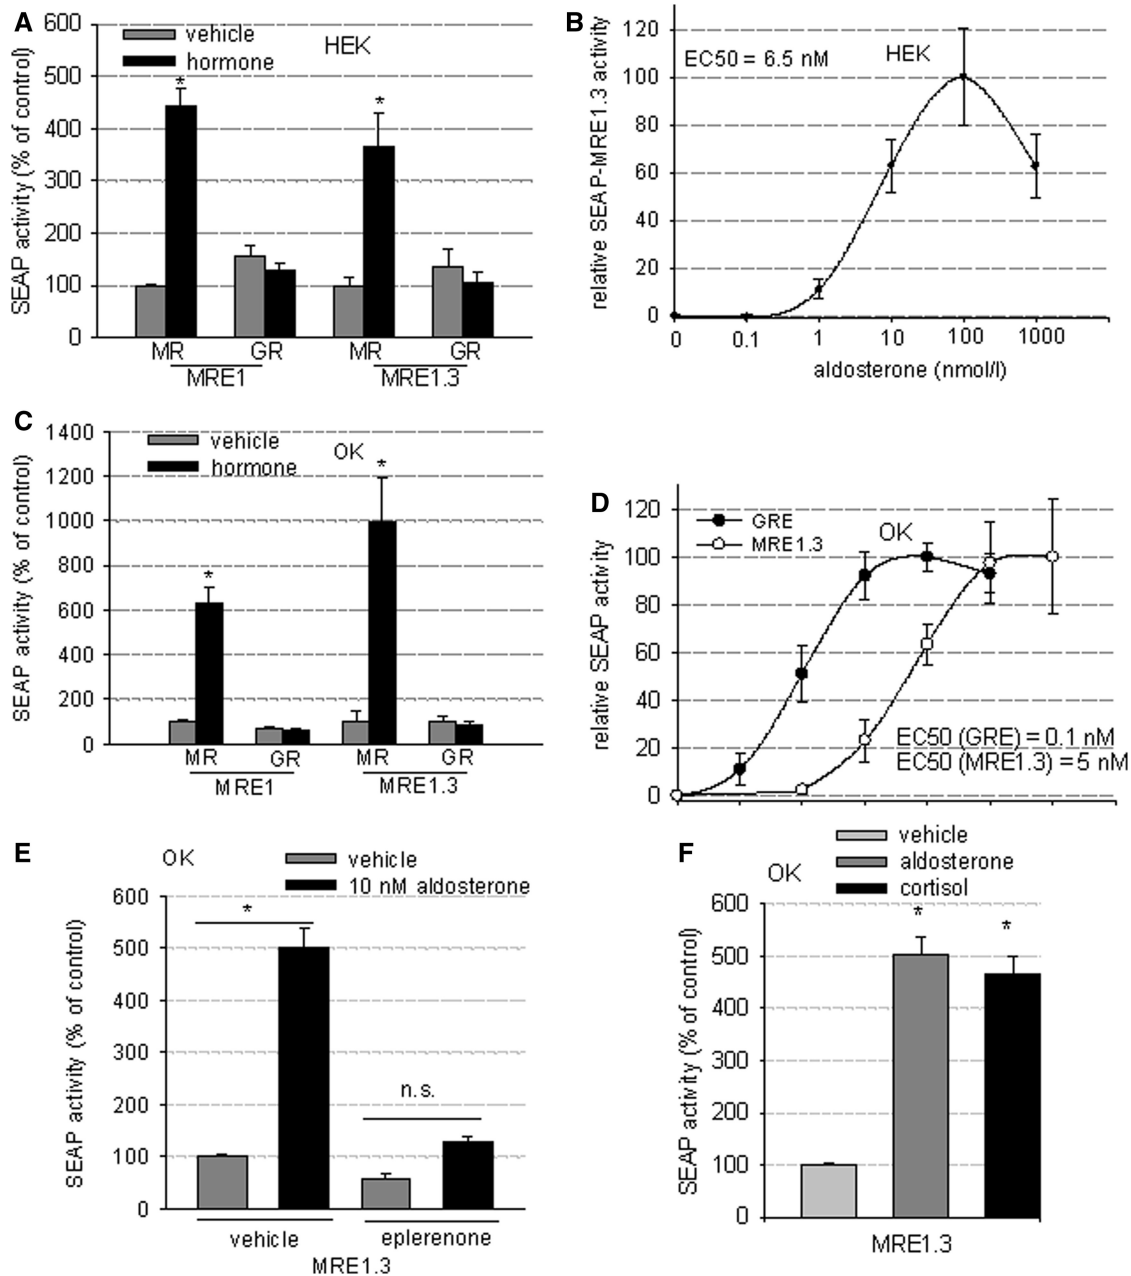 A
SEAP activity (% of control)
600
500
400
300
200
100
0
vehicle
hormone
HEK
*
*
MR GR MR GR
MRE1 MRE1.3
B
relative SEAP-MRE1.3 activity
120
100
80
60
40
20
0
EC50 = 6.5 nM
HEK
0 0.1 1 10 100 1000
aldosterone (nmol/l)
C
SEAP activity (% of control)
1400
1200
1000
800
600
400
200
0
vehicle
hormone
OK
*
*
MR GR MR GR
MRE1 MRE1.3
D
relative SEAP activity
120
100
80
60
40
20
0
GRE
MRE1.3
OK
EC50 (GRE) = 0.1 nM
EC50 (MRE1.3) = 5 nM
E
OK
vehicle
10 nM aldosterone
SEAP activity (% of control)
600
500
400
300
200
100
0
*
n.s.
vehicle eplerenone
MRE1.3
F
OK
vehicle
aldosterone
cortisol
SEAP activity (% of control)
600
500
400
300
200
100
0
*
*
MRE1.3